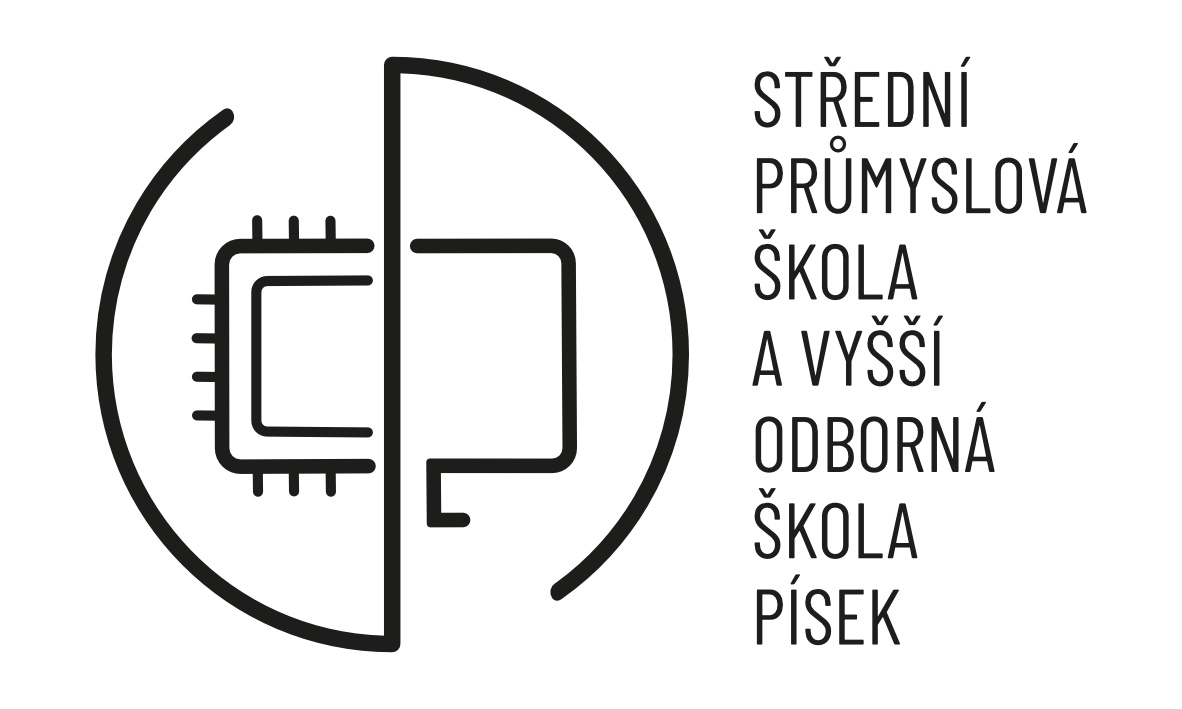 STŘEDNÍ
PRŮMYSLOVÁ
ŠKOLA
A VYŠŠÍ
ODBORNÁ
ŠKOLA
PÍSEK